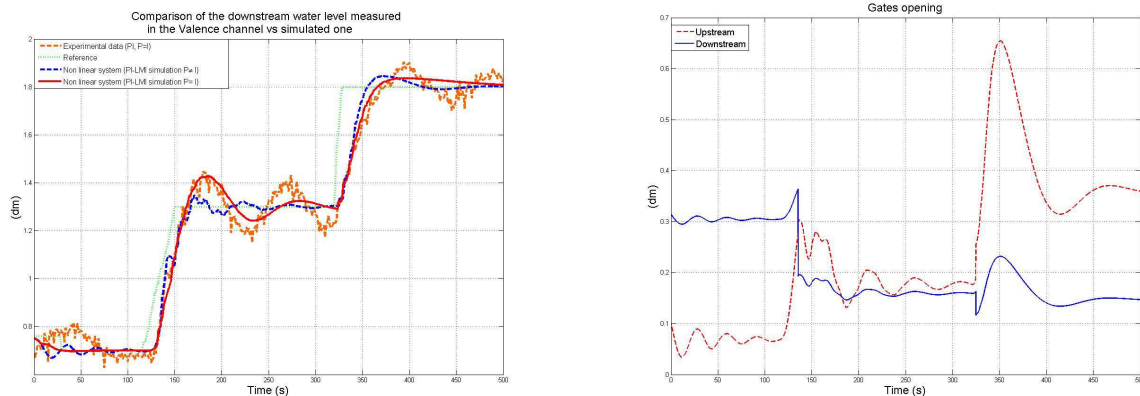 Comparison of the downstream water level measured
in the Valence channel vs simulated one
Experimental data (PI, P=I)
Reference
Non linear system (PI-LMI simulation P≠ I)
Non linear system (PI-LMI simulation P= I)
2
1.8
1.6
1.4
1.2
1
0.8
(dm)
0 50 100 150 200 250 300 350 400 450 500
Time (s)
Gates opening
Upstream
Downstream
0.7
0.6
0.5
0.4
0.3
0.2
0.1
0
(dm)
0 50 100 150 200 250 300 350 400 450 500
Time (s)